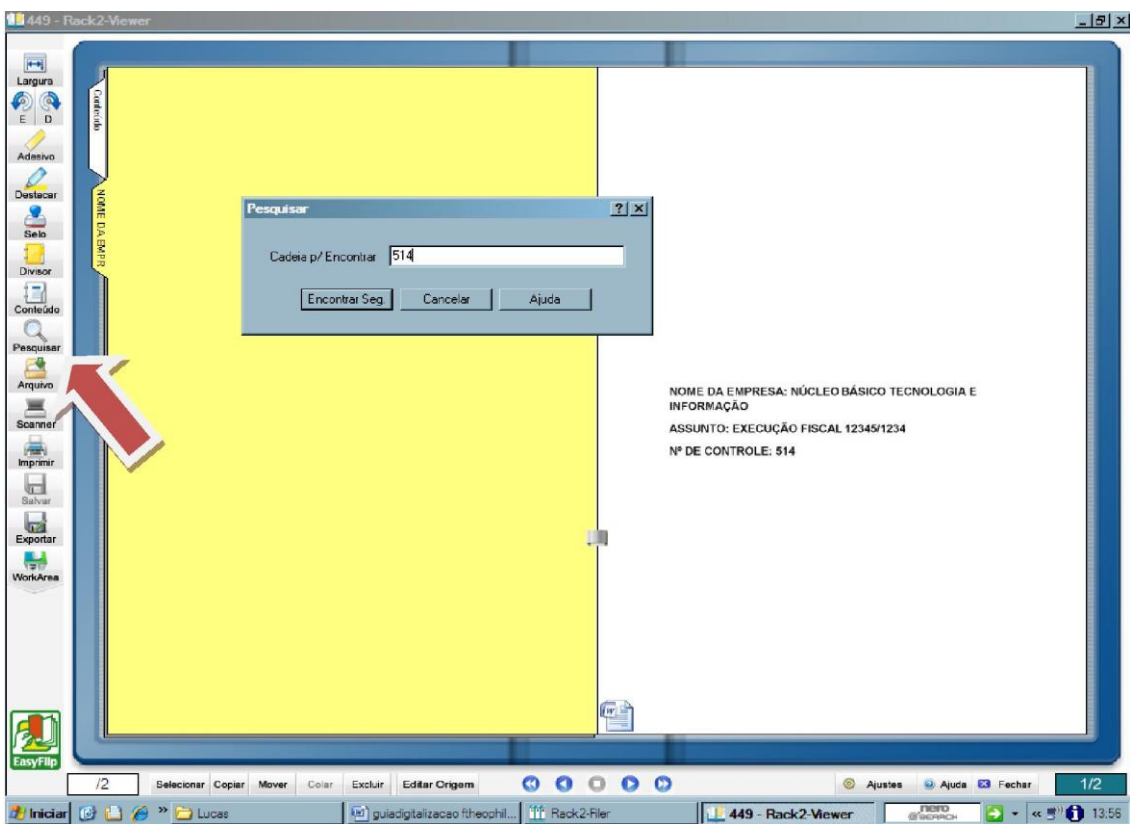 449 - Rack2-Viewer
Largura
E D
Adesivo
Destacar
Selo
Divisor
Conteúdo
Pesquisar
Arquivo
Scanner
Imprimir
Salvar
Exportar
WorkArea
EasyFlip
Conteúdo
NOME DA EMPR
Pesquisar
Cadeia p/ Encontrar 514
Encontrar Seg. Cancelar Ajuda
NOME DA EMPRESA: NÚCLEO BÁSICO TECNOLOGIA E
INFORMAÇÃO
ASSUNTO: EXECUÇÃO FISCAL 12345/1234
Nº DE CONTROLE: 514
/2 Selecionar Copiar Mover Colar Excluir Editar Origem Ajustes Ajuda Fechar 1/2
Iniciar Lucas guiadigitalizacao ftheophil... Rack2-Filer 449 - Rack2-Viewer nero SEARCH 13:56